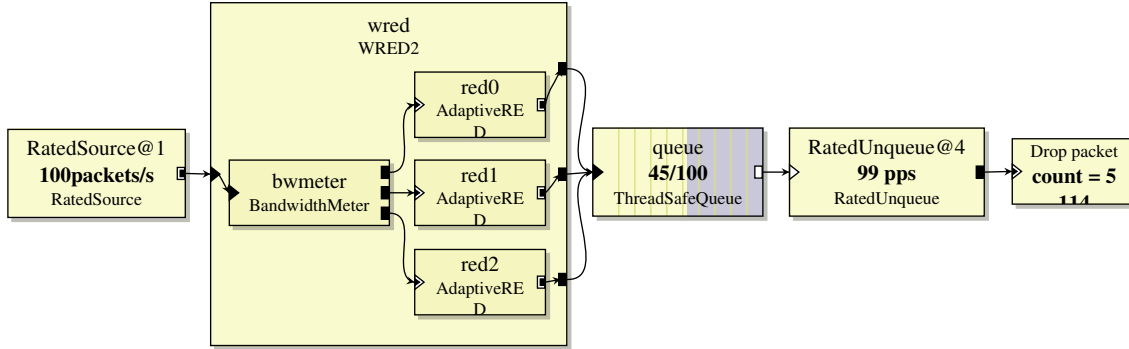 wred
WRED2
RatedSource@1
100packets/s
RatedSource
bwmeter
BandwidthMeter
red0
AdaptiveRE
D
red1
AdaptiveRE
D
red2
AdaptiveRE
D
queue
45/100
ThreadSafeQueue
RatedUnqueue@4
99 pps
RatedUnqueue
Drop packet
count = 5
114